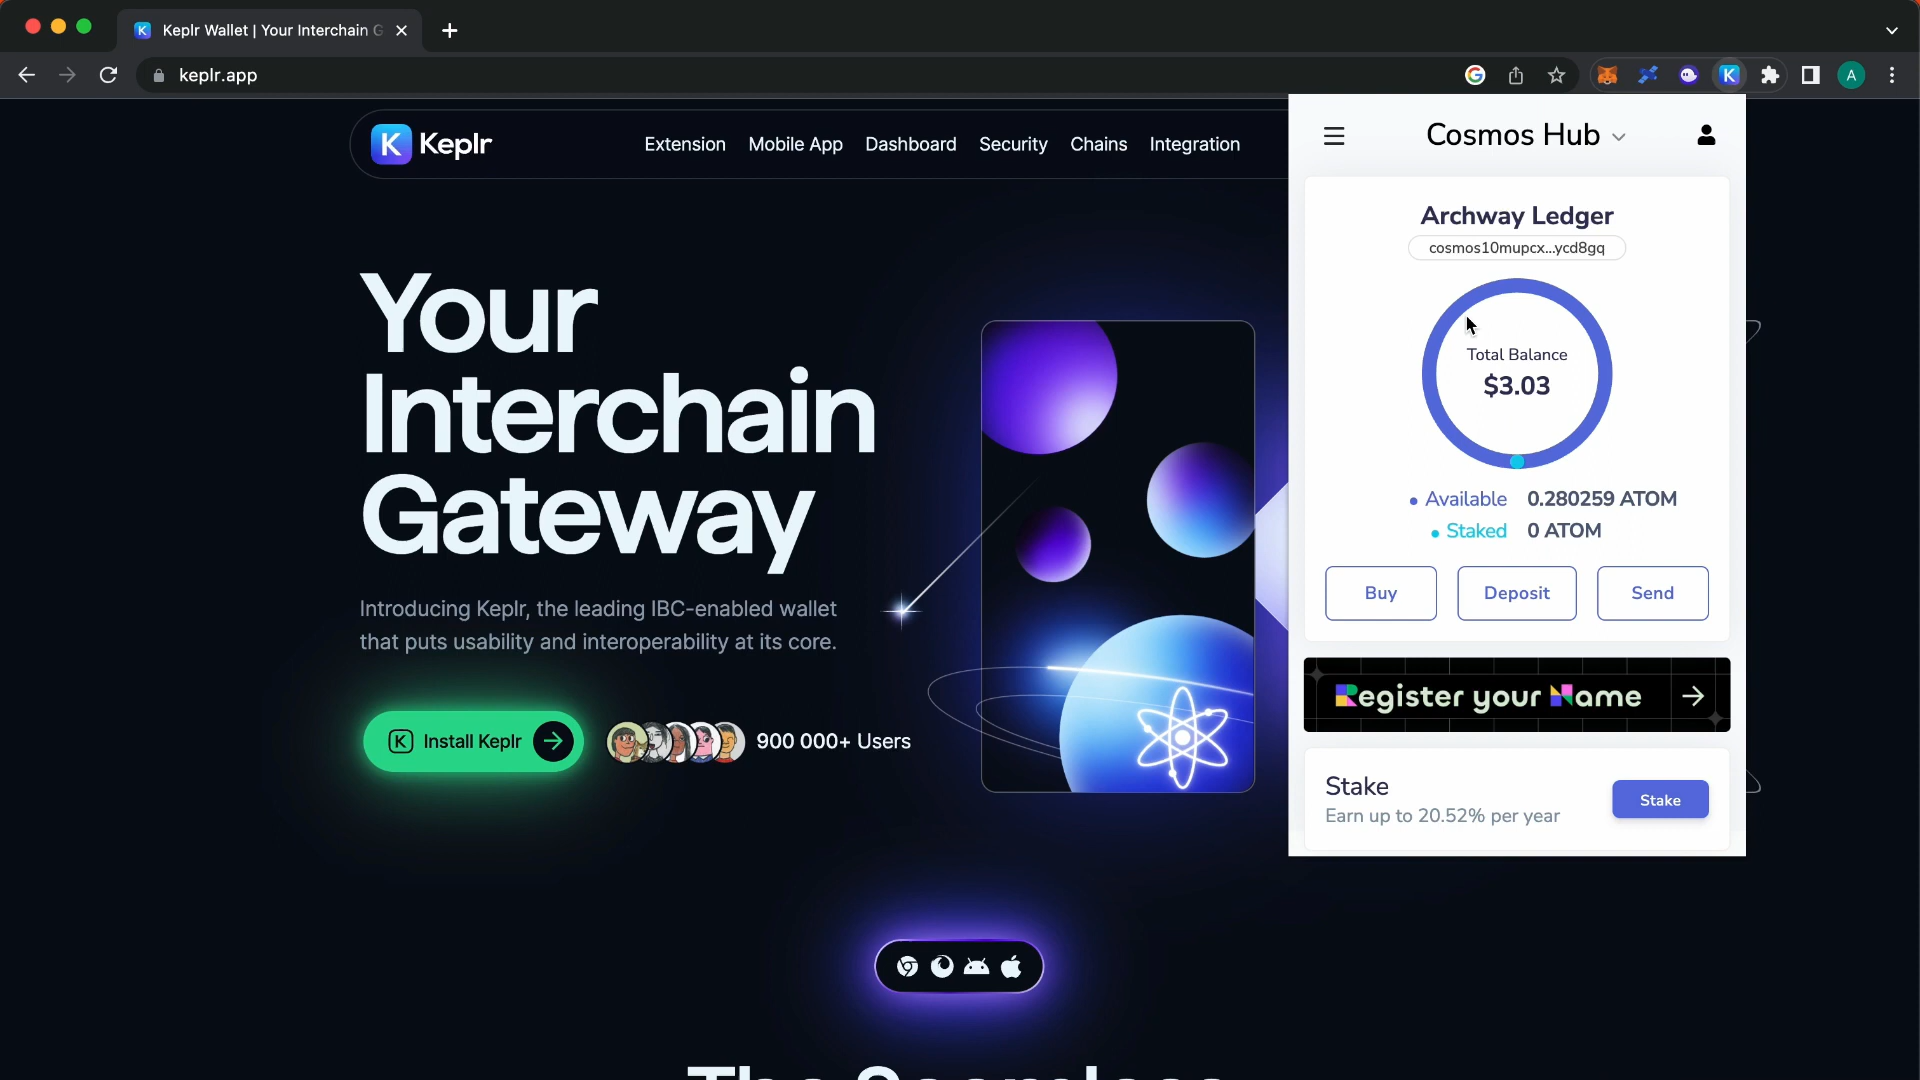 Keplr Wallet | Your Interchain G
keplr.app
A
K Keplr
Extension Mobile App Dashboard Security Chains Integration
Your
Interchain
Gateway
Introducing Keplr, the leading IBC-enabled wallet
that puts usability and interoperability at its core.
K Install Keplr
900 000+ Users
Cosmos Hub
Archway Ledger
cosmos10mupcx...ycd8gq
Total Balance
$3.03
Available 0.280259 ATOM
Staked 0 ATOM
Buy Deposit Send
Register your Name
Stake
Earn up to 20.52% per year
Stake